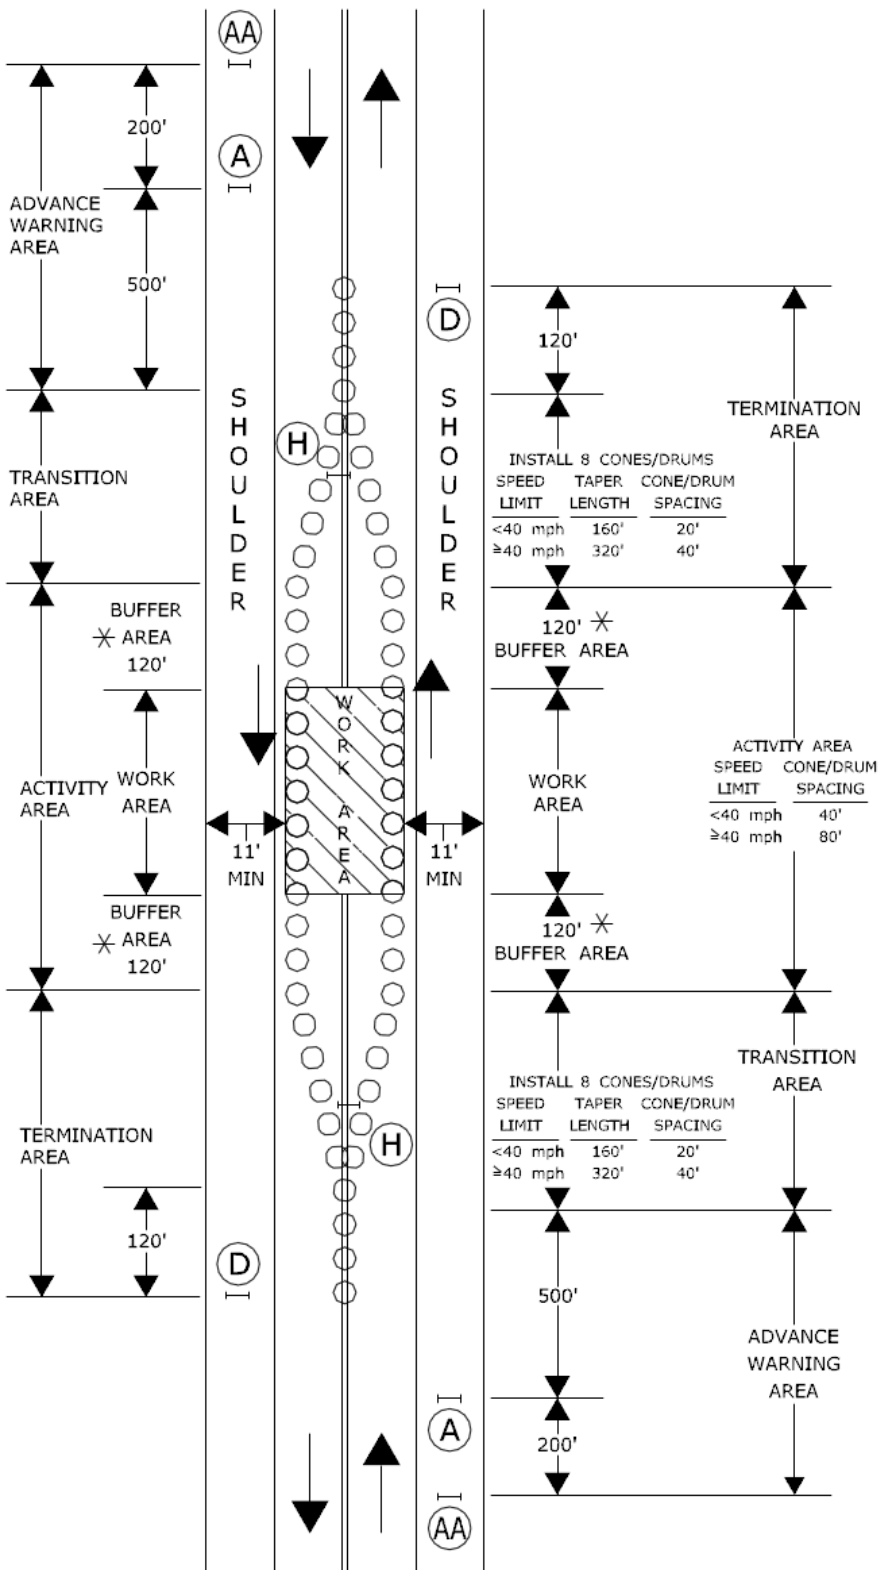 AA
200'
A
ADVANCE
WARNING
AREA
500'
D
120'
SHOULDER
SHOULDER
TERMINATION
AREA
H
INSTALL 8 CONES/DRUMS
SPEED TAPER CONE/DRUM
LIMIT LENGTH SPACING
<40 mph 160' 20'
≥40 mph 320' 40'
TRANSITION
AREA
BUFFER
AREA
120'
120'
BUFFER AREA
WORK AREA
ACTIVITY
AREA
WORK
AREA
WORK
AREA
ACTIVITY AREA
SPEED CONE/DRUM
LIMIT SPACING
<40 mph 40'
≥40 mph 80'
11'
MIN
11'
MIN
BUFFER
AREA
120'
120'
BUFFER AREA
TRANSITION
AREA
INSTALL 8 CONES/DRUMS
SPEED TAPER CONE/DRUM
LIMIT LENGTH SPACING
<40 mph 160' 20'
≥40 mph 320' 40'
H
TERMINATION
AREA
120'
D
500'
ADVANCE
WARNING
AREA
A
200'
AA